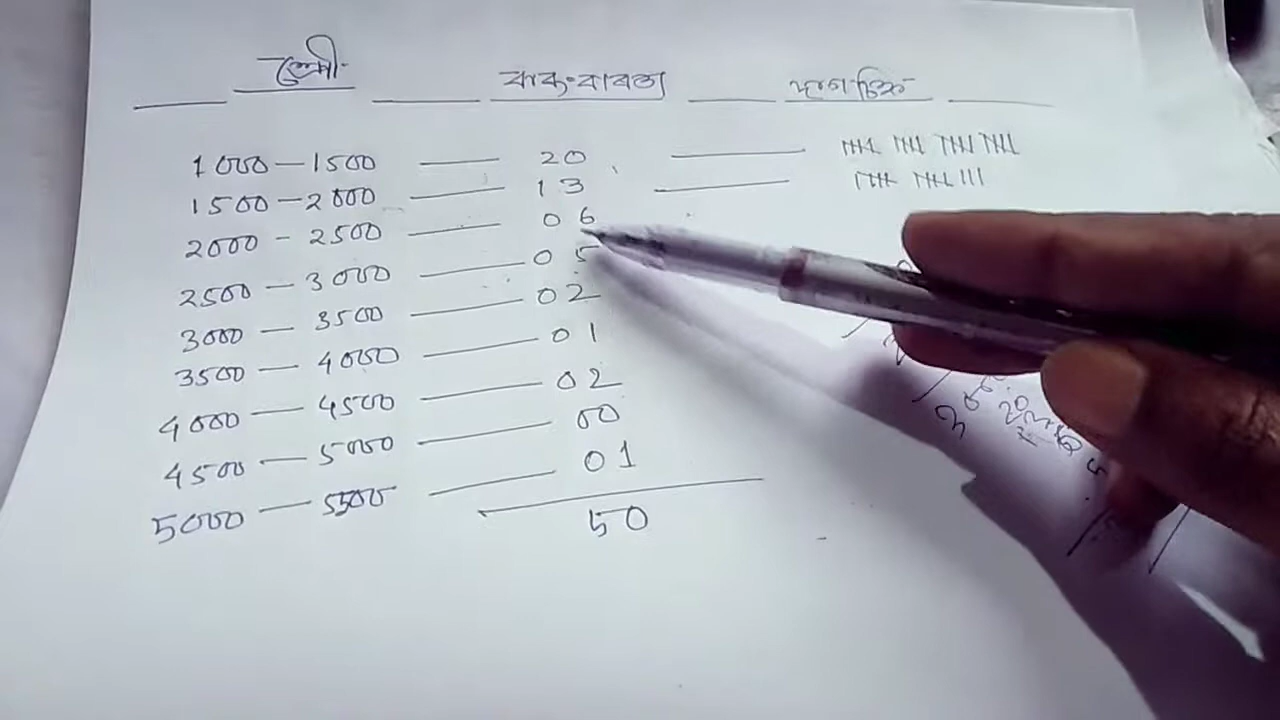 শ্রেণী বারংবারতা দাগ চিহ্ন
1000 — 1500 — 20 — 𝍸 𝍸 𝍸 𝍸
1500 — 2000 — 13 — 𝍸 𝍸 |||
2000 - 2500 — 06
2500 — 3000 — 05
3000 — 3500 — 02
3500 — 4000 — 01
4000 — 4500 — 02
4500 — 5000 — 00
5000 — 5500 — 01
50